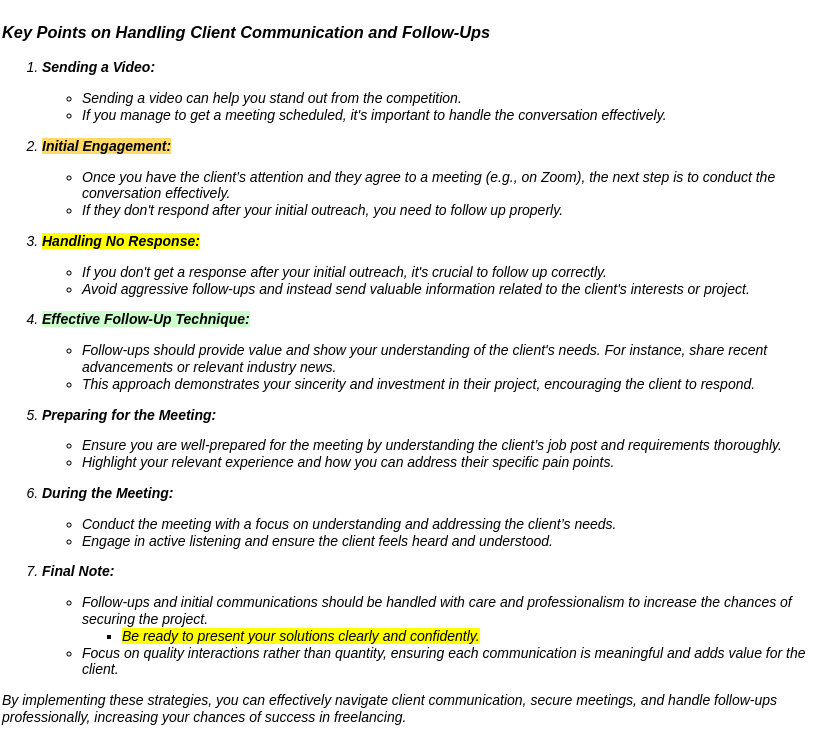 Key Points on Handling Client Communication and Follow-Ups
1. Sending a Video:
Sending a video can help you stand out from the competition.
If you manage to get a meeting scheduled, it's important to handle the conversation effectively.
2. Initial Engagement:
Once you have the client’s attention and they agree to a meeting (e.g., on Zoom), the next step is to conduct the
conversation effectively.
If they don't respond after your initial outreach, you need to follow up properly.
3. Handling No Response:
If you don't get a response after your initial outreach, it's crucial to follow up correctly.
Avoid aggressive follow-ups and instead send valuable information related to the client's interests or project.
4. Effective Follow-Up Technique:
Follow-ups should provide value and show your understanding of the client's needs. For instance, share recent
advancements or relevant industry news.
This approach demonstrates your sincerity and investment in their project, encouraging the client to respond.
5. Preparing for the Meeting:
Ensure you are well-prepared for the meeting by understanding the client’s job post and requirements thoroughly.
Highlight your relevant experience and how you can address their specific pain points.
6. During the Meeting:
Conduct the meeting with a focus on understanding and addressing the client’s needs.
Engage in active listening and ensure the client feels heard and understood.
7. Final Note:
Follow-ups and initial communications should be handled with care and professionalism to increase the chances of
securing the project.
Be ready to present your solutions clearly and confidently.
Focus on quality interactions rather than quantity, ensuring each communication is meaningful and adds value for the
client.
By implementing these strategies, you can effectively navigate client communication, secure meetings, and handle follow-ups
professionally, increasing your chances of success in freelancing.